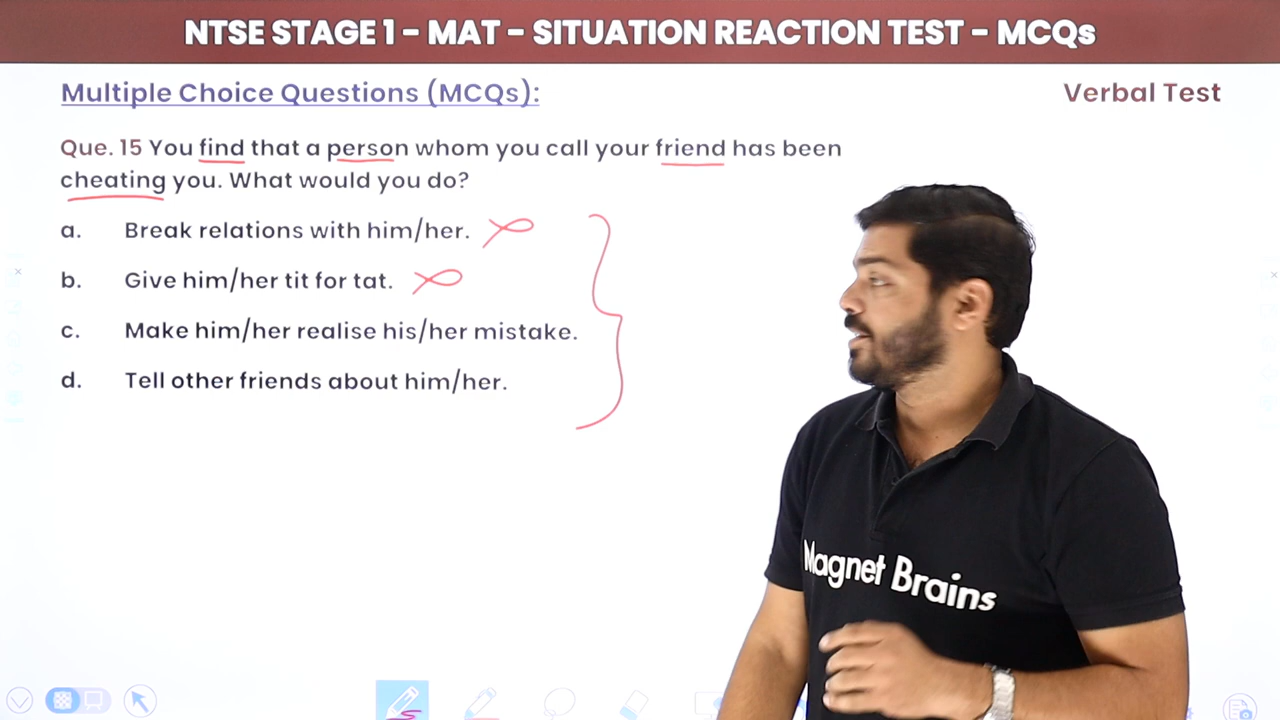 NTSE STAGE 1 – MAT – SITUATION REACTION TEST – MCQs
Multiple Choice Questions (MCQs):
Verbal Test
Que. 15 You find that a person whom you call your friend has been
cheating you. What would you do?
a. Break relations with him/her.
b. Give him/her tit for tat.
c. Make him/her realise his/her mistake.
d. Tell other friends about him/her.
Magnet Brains